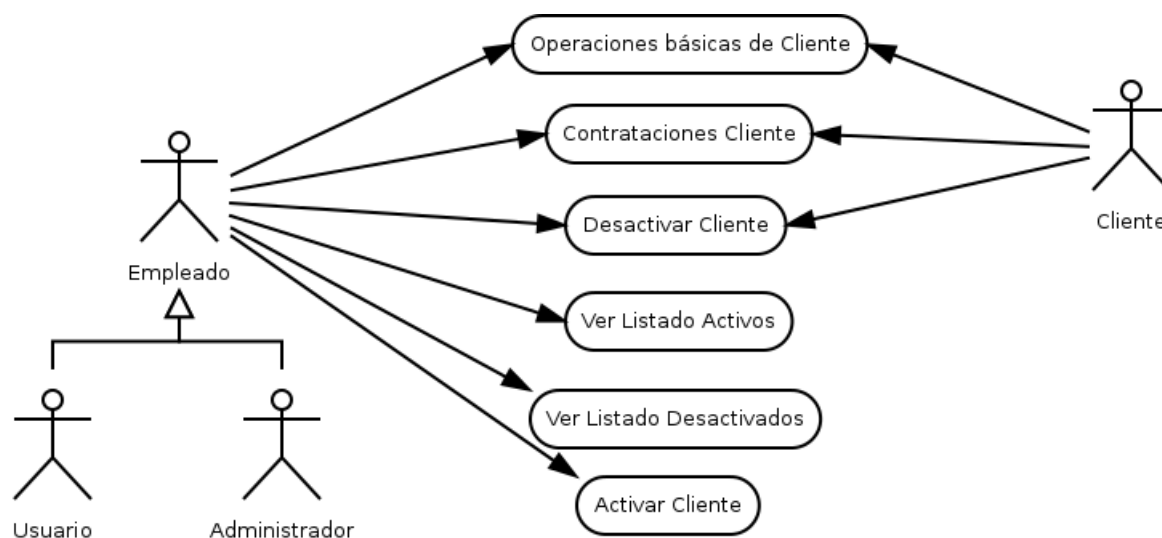 Operaciones básicas de Cliente
Contrataciones Cliente
Desactivar Cliente
Cliente
Empleado
Ver Listado Activos
Ver Listado Desactivados
Activar Cliente
Usuario
Administrador